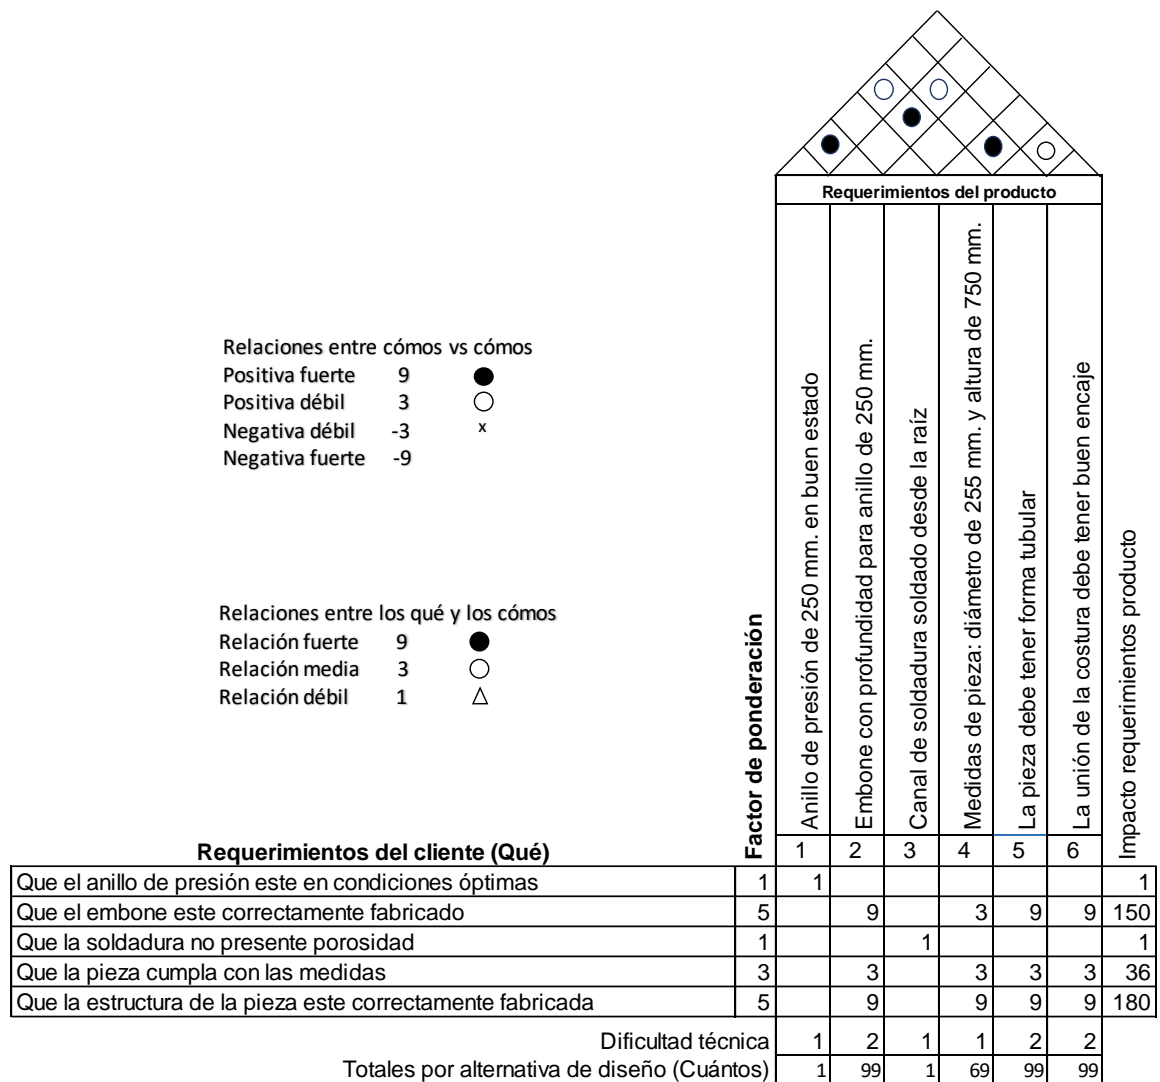 Requerimientos del producto
Relaciones entre cómos vs cómos
Positiva fuerte 9
Positiva débil 3
Negativa débil -3 x
Negativa fuerte -9
Relaciones entre los qué y los cómos
Relación fuerte 9
Relación media 3
Relación débil 1 △
Factor de ponderación
Anillo de presión de 250 mm. en buen estado
Embone con profundidad para anillo de 250 mm.
Canal de soldadura soldado desde la raíz
Medidas de pieza: diámetro de 255 mm. y altura de 750 mm.
La pieza debe tener forma tubular
La unión de la costura debe tener buen encaje
Impacto requerimientos producto
Requerimientos del cliente (Qué) 1 2 3 4 5 6
Que el anillo de presión este en condiciones óptimas 1 1 1
Que el embone este correctamente fabricado 5 9 3 9 9 150
Que la soldadura no presente porosidad 1 1 1
Que la pieza cumpla con las medidas 3 3 3 3 3 36
Que la estructura de la pieza este correctamente fabricada 5 9 9 9 9 180
Dificultad técnica 1 2 1 1 2 2
Totales por alternativa de diseño (Cuántos) 1 99 1 69 99 99